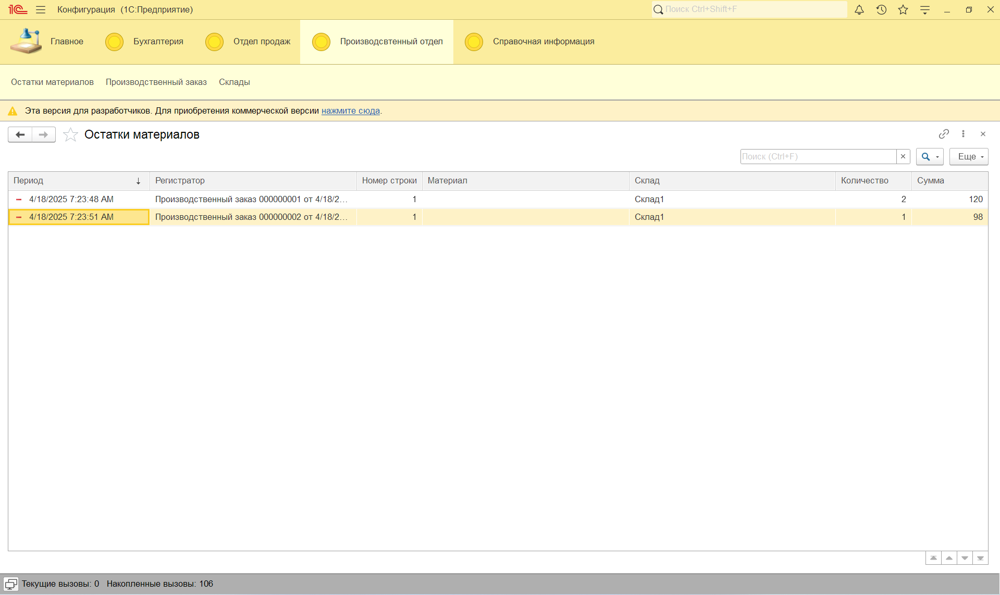 1С Конфигурация (1С:Предприятие) Поиск Ctrl+Shift+F
Главное Бухгалтерия Отдел продаж Производсвтенный отдел Справочная информация
Остатки материалов Производственный заказ Склады
Эта версия для разработчиков. Для приобретения коммерческой версии нажмите сюда.
Остатки материалов
Поиск (Ctrl+F) × Еще
Период ↓ Регистратор Номер строки Материал Склад Количество Сумма
4/18/2025 7:23:48 AM Производственный заказ 000000001 от 4/18/2... 1 Склад1 2 120
4/18/2025 7:23:51 AM Производственный заказ 000000002 от 4/18/2... 1 Склад1 1 98
Текущие вызовы: 0 Накопленные вызовы: 106